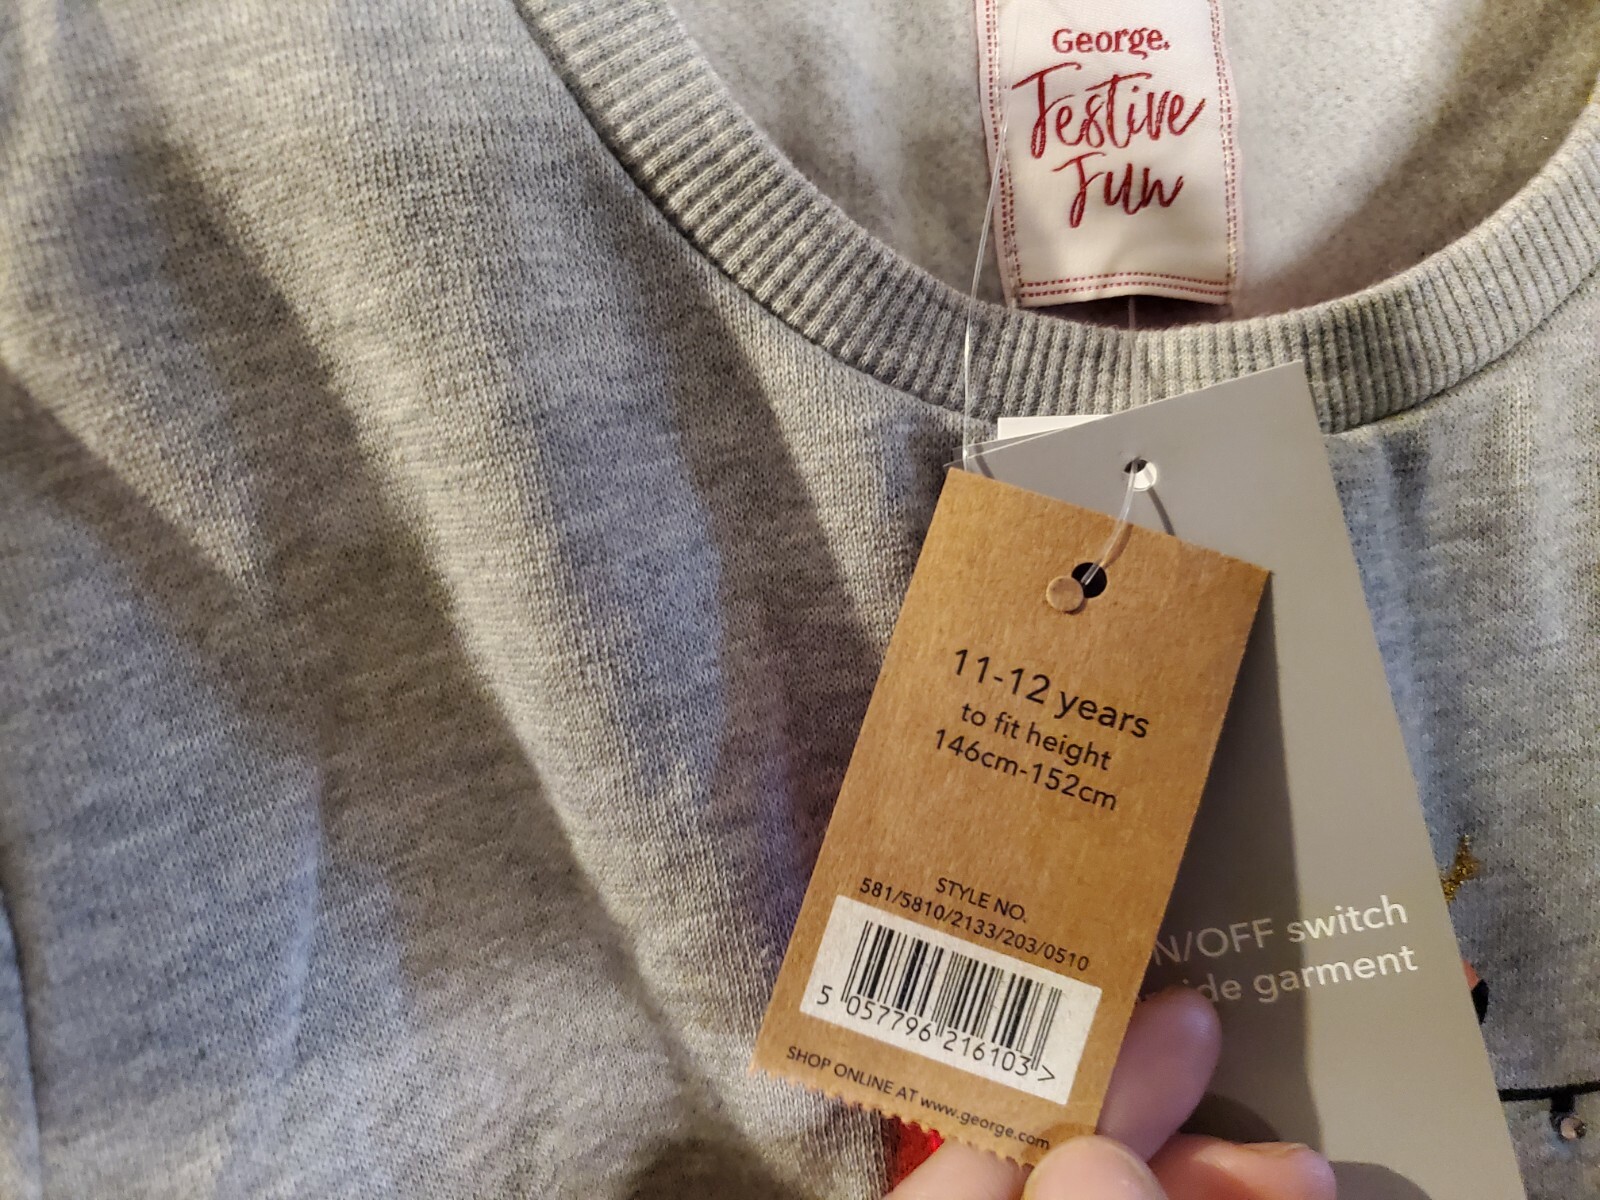 George.
Festive
Fun
11-12 years
to fit height
146cm-152cm
STYLE NO.
581/5810/2133/203/0510
5 057796 216103 >
SHOP ONLINE AT www.george.com
N/OFF switch
garment